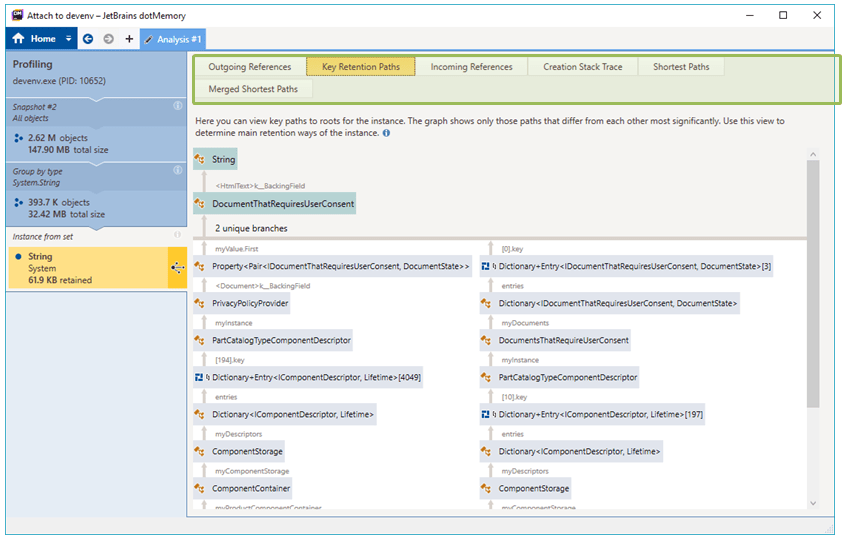 Attach to devenv – JetBrains dotMemory
Home
Analysis #1
Profiling
devenv.exe (PID: 10652)
Snapshot #2
All objects
2.62 M objects
147.90 MB total size
Group by type
System.String
393.7 K objects
32.42 MB total size
Instance from set
String
System
61.9 KB retained
Outgoing References
Key Retention Paths
Incoming References
Creation Stack Trace
Shortest Paths
Merged Shortest Paths
Here you can view key paths to roots for the instance. The graph shows only those paths that differ from each other most significantly. Use this view to
determine main retention ways of the instance.
String
<HtmlText>k__BackingField
DocumentThatRequiresUserConsent
2 unique branches
myValue.First
Property<Pair<IDocumentThatRequiresUserConsent, DocumentState>>
<Document>k__BackingField
PrivacyPolicyProvider
myInstance
PartCatalogTypeComponentDescriptor
[194].key
Dictionary+Entry<IComponentDescriptor, Lifetime>[4049]
entries
Dictionary<IComponentDescriptor, Lifetime>
myDescriptors
ComponentStorage
myComponentStorage
ComponentContainer
myProductComponentContainer
[0].key
Dictionary+Entry<IDocumentThatRequiresUserConsent, DocumentState>[3]
entries
Dictionary<IDocumentThatRequiresUserConsent, DocumentState>
myDocuments
DocumentsThatRequireUserConsent
myInstance
PartCatalogTypeComponentDescriptor
[10].key
Dictionary+Entry<IComponentDescriptor, Lifetime>[197]
entries
Dictionary<IComponentDescriptor, Lifetime>
myDescriptors
ComponentStorage
myComponentStorage